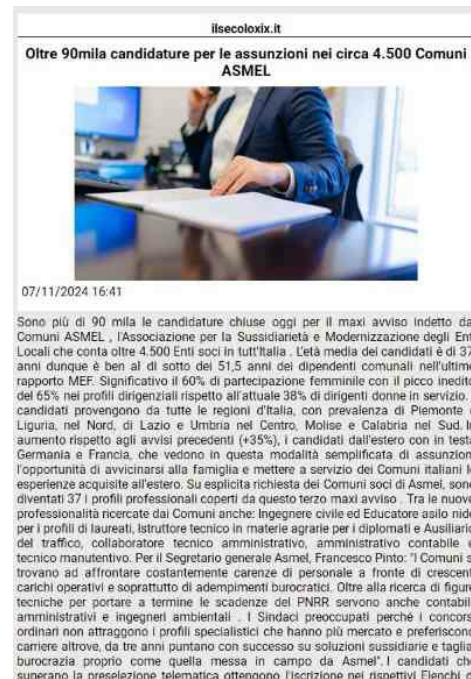 ilsecoloxix.it
Oltre 90mila candidature per le assunzioni nei circa 4.500 Comuni
ASMEL
07/11/2024 16:41
Sono più di 90 mila le candidature chiuse oggi per il maxi avviso indetto da
Comuni ASMEL , l'Associazione per la Sussidiarietà e Modernizzazione degli Ent
Locali che conta oltre 4.500 Enti soci in tutt'Italia . L'età media dei candidati è di 37
anni dunque è ben al di sotto dei 51,5 anni dei dipendenti comunali nell'ultimo
rapporto MEF. Significativo il 60% di partecipazione femminile con il picco inedito
del 65% nei profili dirigenziali rispetto all'attuale 38% di dirigenti donne in servizio.
candidati provengono da tutte le regioni d'Italia, con prevalenza di Piemonte
Liguria, nel Nord, di Lazio e Umbria nel Centro, Molise e Calabria nel Sud. In
aumento rispetto agli avvisi precedenti (+35%), i candidati dall'estero con in testa
Germania e Francia, che vedono in questa modalità semplificata di assunzion
l'opportunità di avvicinarsi alla famiglia e mettere a servizio dei Comuni italiani le
esperienze acquisite all'estero. Su esplicita richiesta dei Comuni soci di Asmel, sono
diventati 37 i profili professionali coperti da questo terzo maxi avviso . Tra le nuove
professionalità ricercate dai Comuni anche: Ingegnere civile ed Educatore asilo nido
per i profili di laureati, Istruttore tecnico in materie agrarie per i diplomati e Ausiliario
del traffico, collaboratore tecnico amministrativo, amministrativo contabile e
tecnico manutentivo. Per il Segretario generale Asmel, Francesco Pinto: "I Comuni s
trovano ad affrontare costantemente carenze di personale a fronte di crescent
carichi operativi e soprattutto di adempimenti burocratici. Oltre alla ricerca di figure
tecniche per portare a termine le scadenze del PNRR servono anche contabil
amministrativi e ingegneri ambientali . I Sindaci preoccupati perché i concors
ordinari non attraggono i profili specialistici che hanno più mercato e preferiscono
carriere altrove, da tre anni puntano con successo su soluzioni sussidiarie e taglia
burocrazia proprio come quella messa in campo da Asmel". I candidati che
superano la preselezione telematica ottengono l'iscrizione nei rispettivi Elenchi e